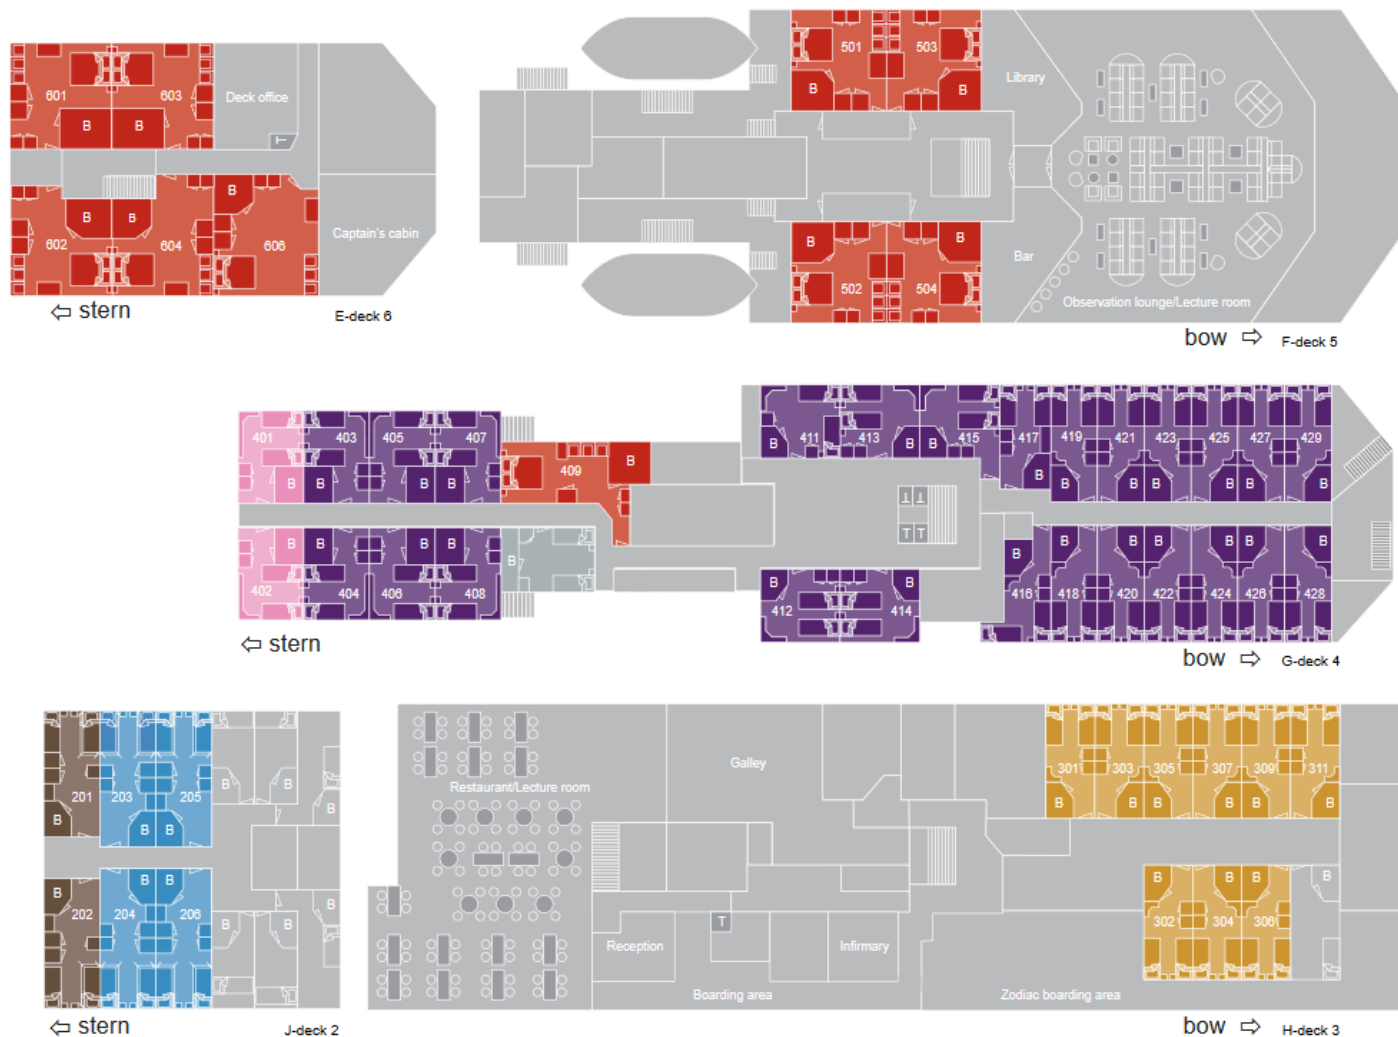 601 603 Deck office
B B
T
B
B B
602 604 606 Captain's cabin
⇦ stern
E-deck 6
501 503
Library
B B
B B
Bar
502 504
Observation lounge/Lecture room
bow ⇨ F-deck 5
401 403 405 407
409 B
B B B B
B B B B B
402 404 406 408
411 413 415 417 419 421 423 425 427 429
B B B B B B B B B B
T T
T T
B B B B B B B B
412 414 416 418 420 422 424 426 428
⇦ stern
bow ⇨ G-deck 4
201 203 205
B B B B B B
B B B B B B
202 204 206
⇦ stern
J-deck 2
Galley
Restaurant/Lecture room
301 303 305 307 309 311
B B B B B B
B B B B
302 304 306
T
Reception Infirmary
Boarding area Zodiac boarding area
bow ⇨ H-deck 3